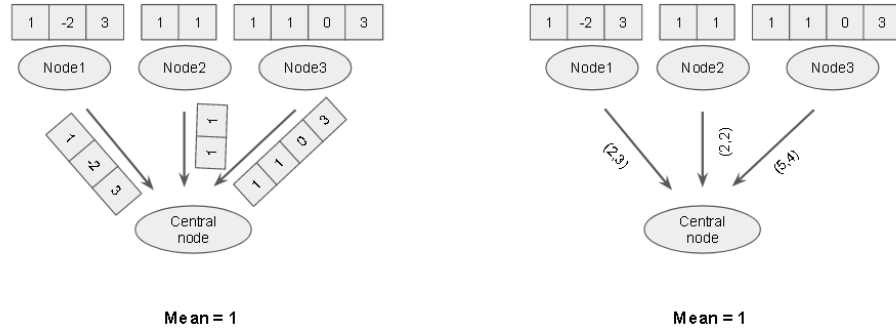 1 -2 3 1 1 1 1 0 3
Node1 Node2 Node3
1 -2 3
1 1
1 1 0 3
Central
node
Mean = 1
1 -2 3 1 1 1 1 0 3
Node1 Node2 Node3
(2,3)
(2,2)
(5,4)
Central
node
Mean = 1